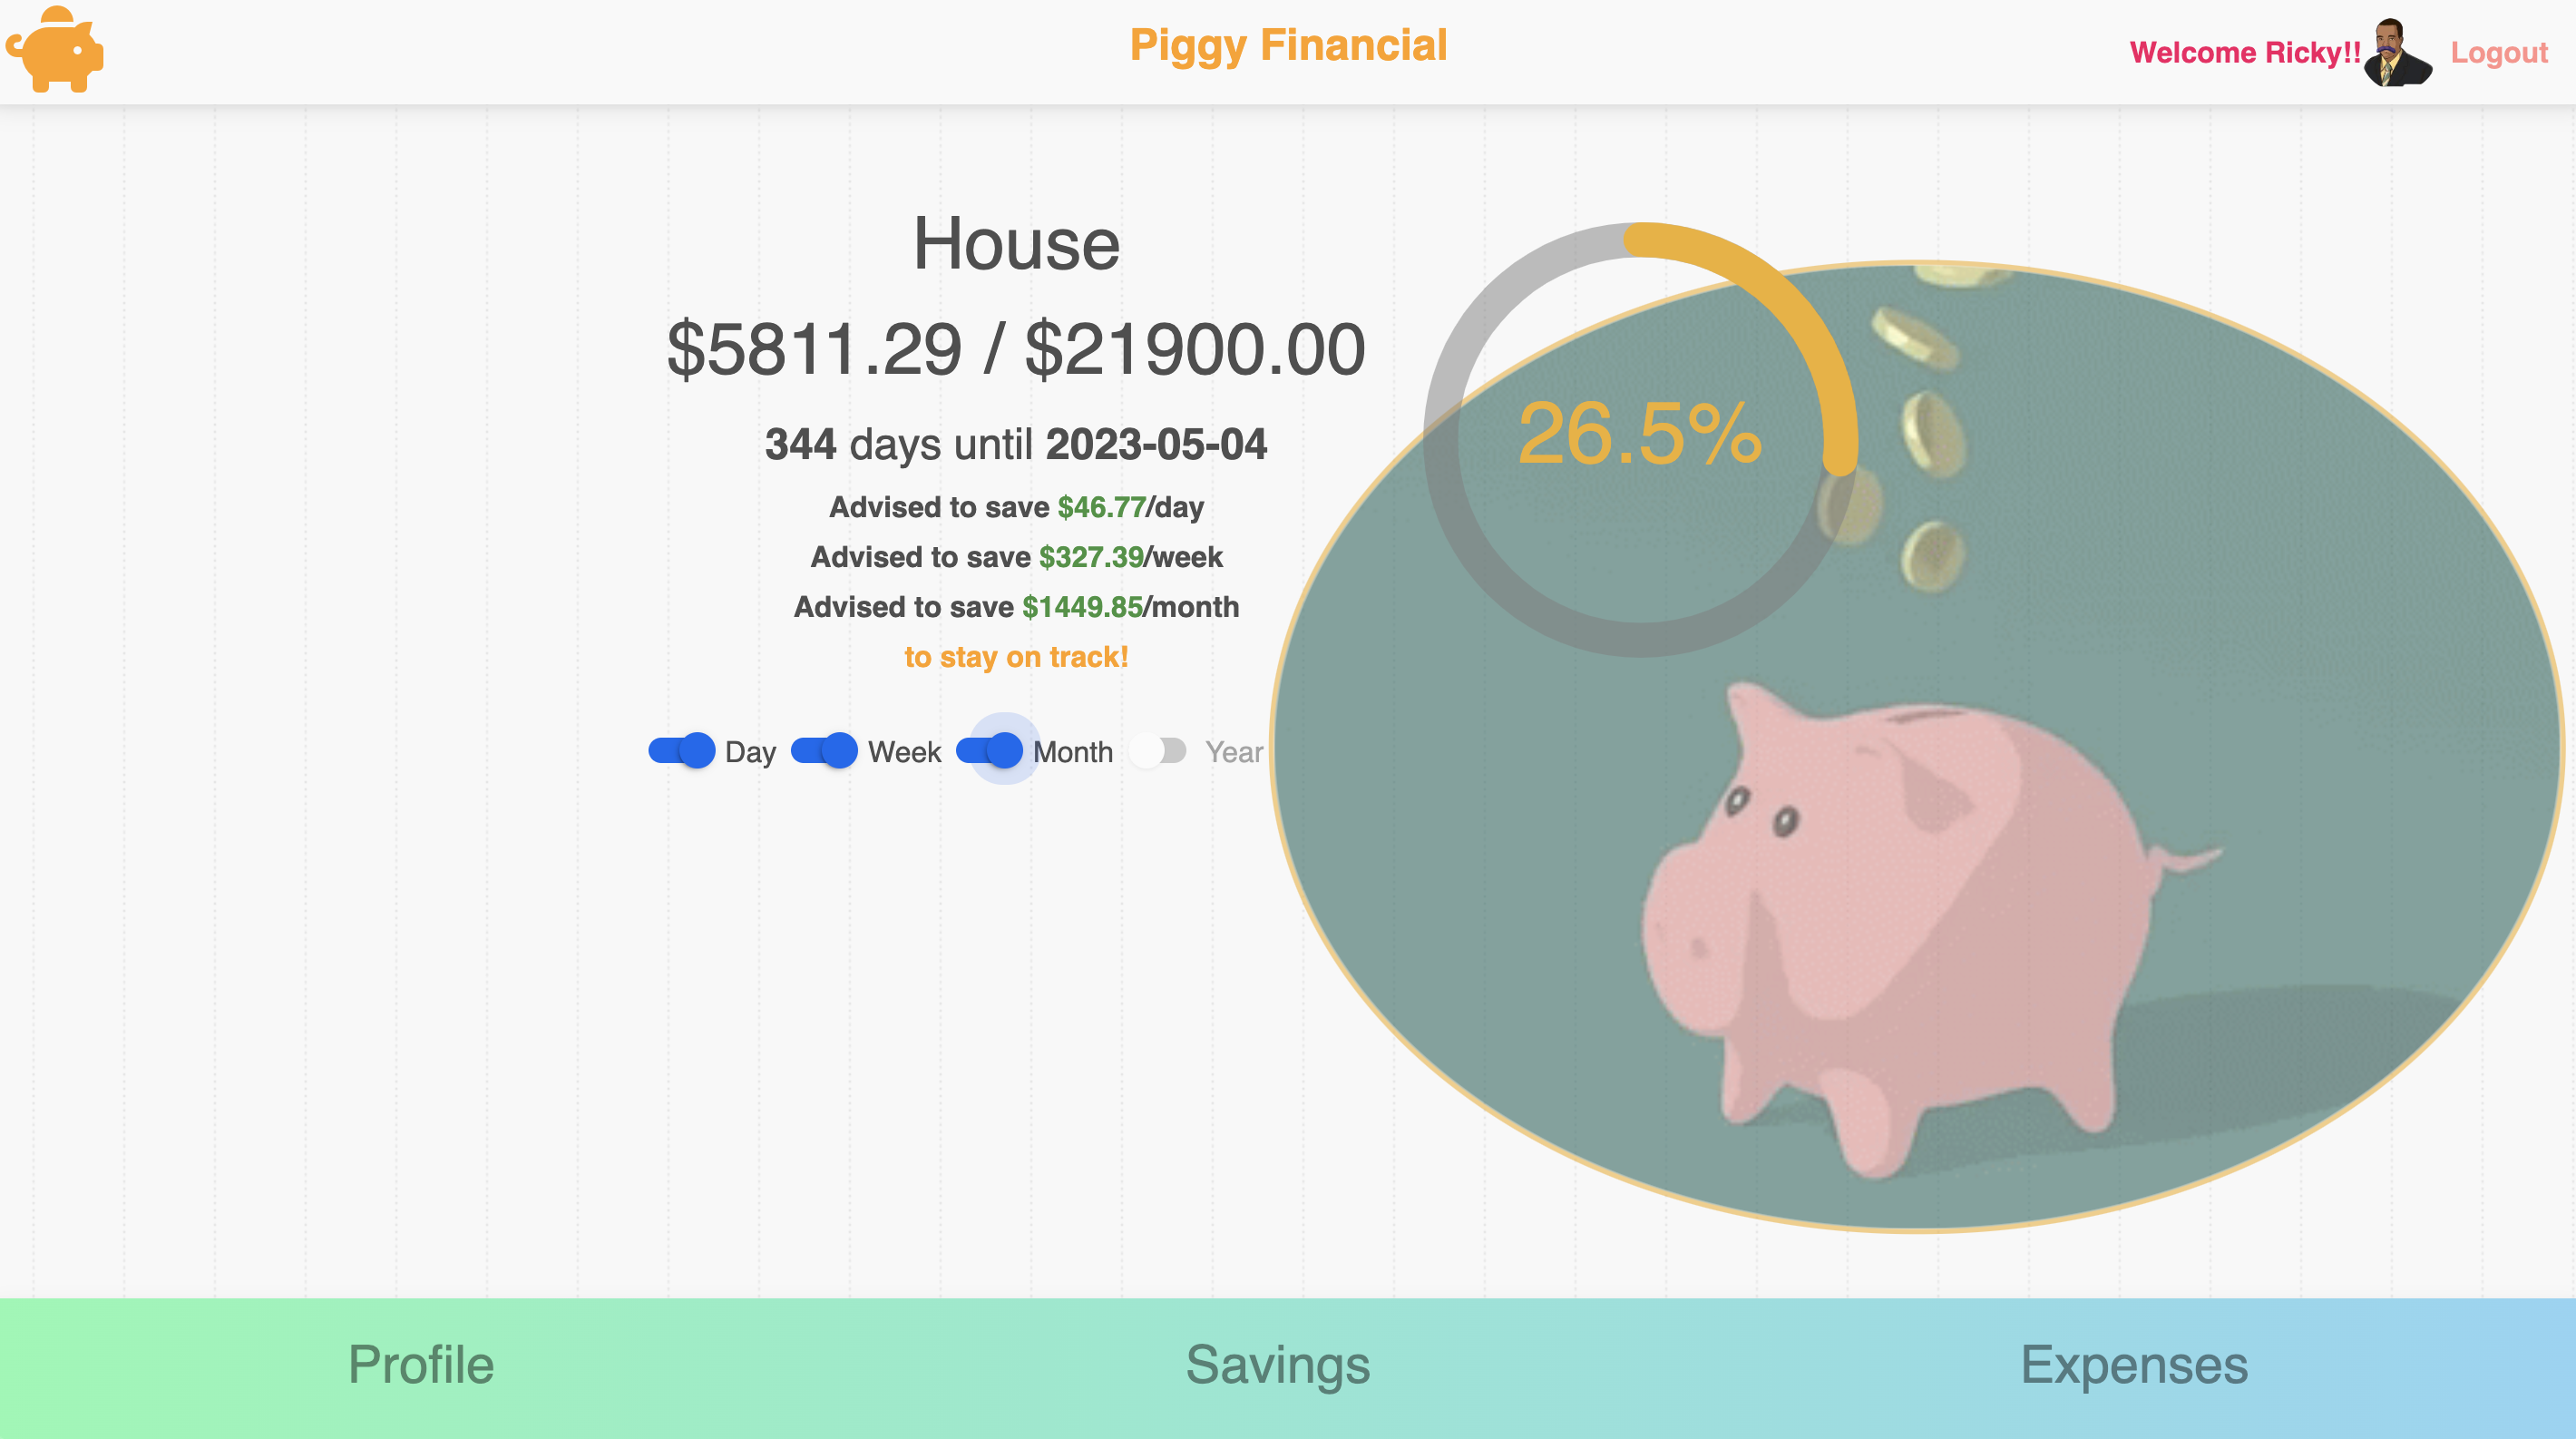 Piggy Financial
Welcome Ricky!! Logout
House
$5811.29 / $21900.00
344 days until 2023-05-04
Advised to save $46.77/day
Advised to save $327.39/week
Advised to save $1449.85/month
to stay on track!
Day Week Month Year
26.5%
Profile Savings Expenses